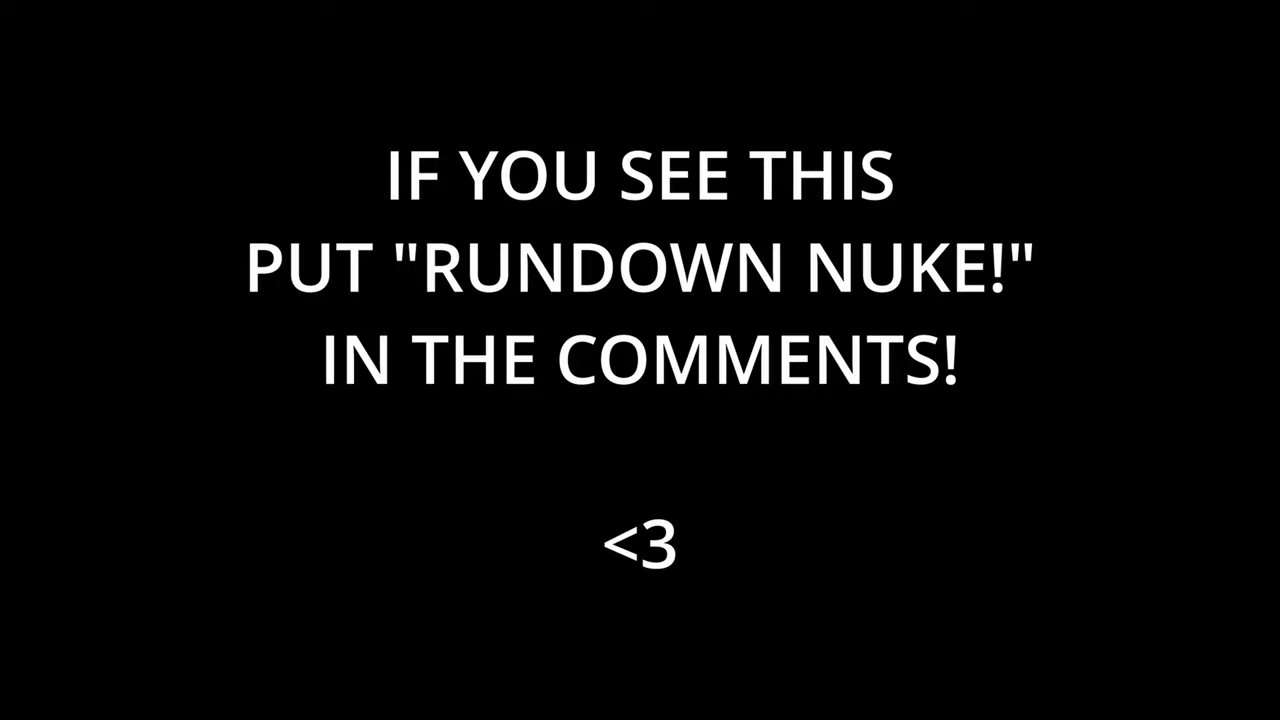 IF YOU SEE THIS
PUT "RUNDOWN NUKE!"
IN THE COMMENTS!
<3